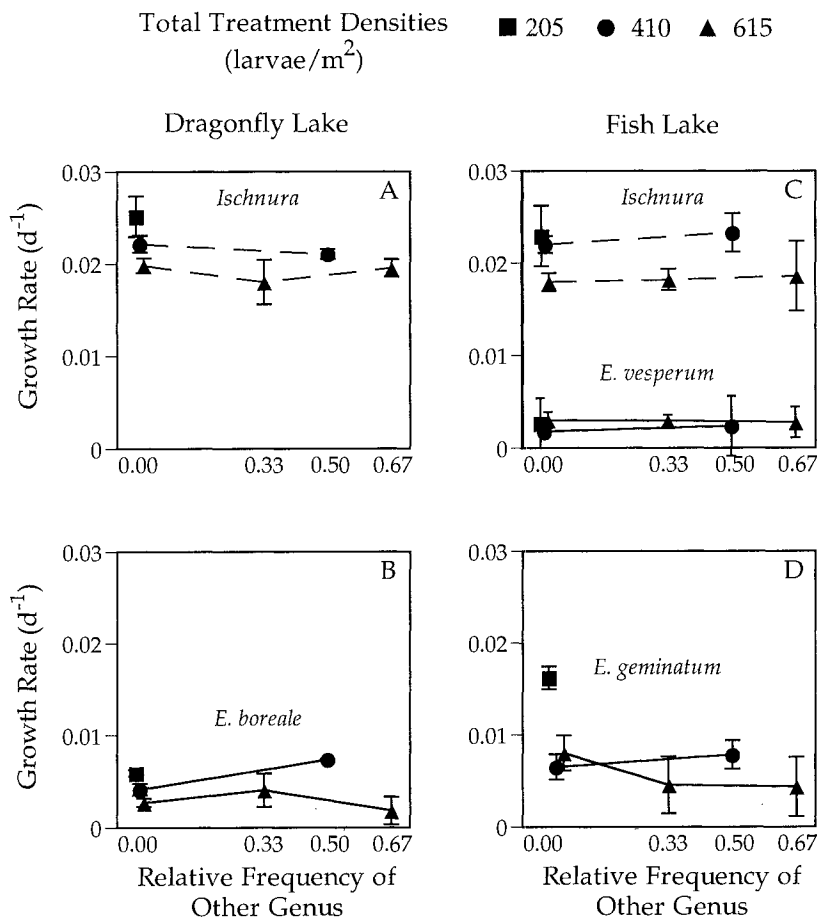 Total Treatment Densities
(larvae/m²)
■ 205 ● 410 ▲ 615
Dragonfly Lake
Fish Lake
Growth Rate (d⁻¹)
0.03
0.02
0.01
0
A
Ischnura
0.00 0.33 0.50 0.67
C
Ischnura
E. vesperum
0.03
0.02
0.01
0
0.00 0.33 0.50 0.67
Growth Rate (d⁻¹)
0.03
0.02
0.01
0
B
E. boreale
0.00 0.33 0.50 0.67
Relative Frequency of
Other Genus
D
E. geminatum
0.03
0.02
0.01
0
0.00 0.33 0.50 0.67
Relative Frequency of
Other Genus